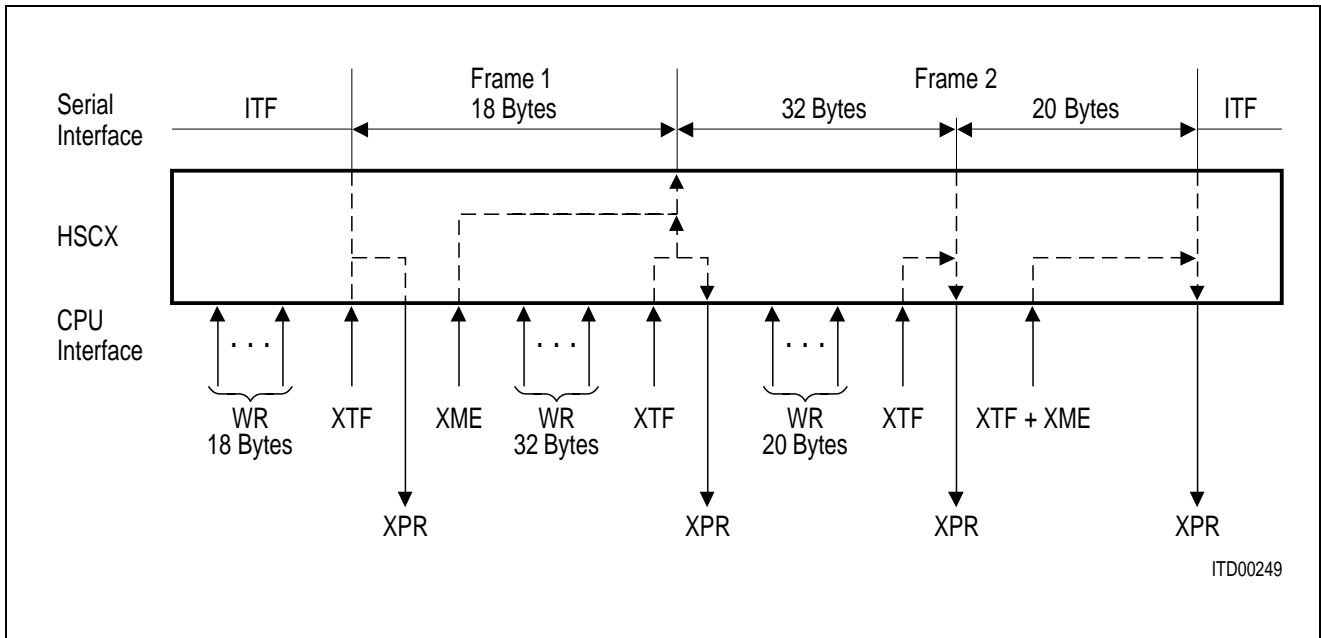 Frame 1
Frame 2
Serial
Interface
ITF
18 Bytes
32 Bytes
20 Bytes
ITF
HSCX
CPU
Interface
. . .
. . .
. . .
WR
18 Bytes
XTF
XME
WR
32 Bytes
XTF
WR
20 Bytes
XTF
XTF + XME
XPR
XPR
XPR
XPR
ITD00249